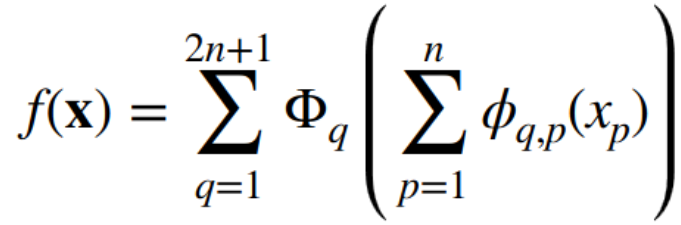 f(𝐱) = ∑_{q=1}^{2n+1} Φ_q ( ∑_{p=1}^{n} ϕ_{q,p}(x_p) )